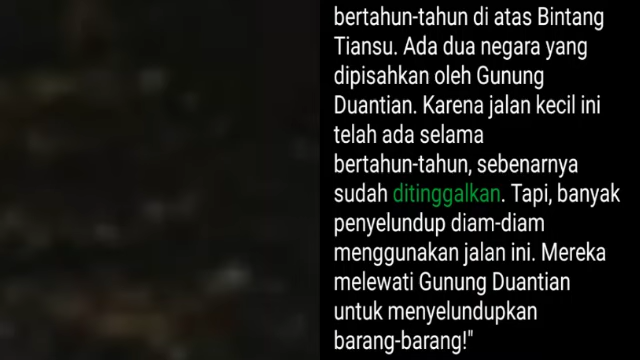 bertahun-tahun di atas Bintang
Tiansu. Ada dua negara yang
dipisahkan oleh Gunung
Duantian. Karena jalan kecil ini
telah ada selama
bertahun-tahun, sebenarnya
sudah ditinggalkan. Tapi, banyak
penyelundup diam-diam
menggunakan jalan ini. Mereka
melewati Gunung Duantian
untuk menyelundupkan
barang-barang!"